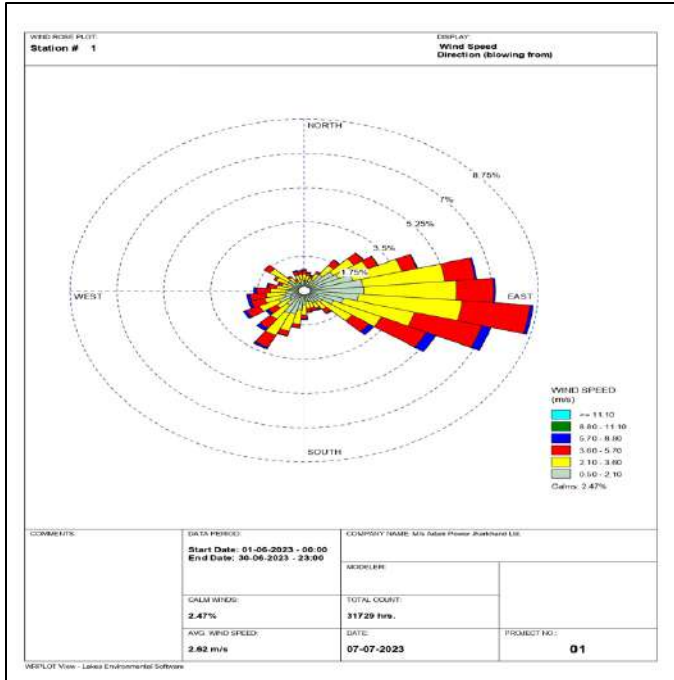 WIND ROSE PLOT:
Station # 1
DISPLAY:
Wind Speed
Direction (blowing from)
NORTH
8.75%
7%
5.25%
3.5%
1.75%
WEST
EAST
SOUTH
WIND SPEED
(m/s)
>= 11.10
8.80 - 11.10
5.70 - 8.80
3.60 - 5.70
2.10 - 3.60
0.50 - 2.10
Calms: 2.47%
COMMENTS:
DATA PERIOD:
Start Date: 01-06-2023 - 00:00
End Date: 30-06-2023 - 23:00
COMPANY NAME: M/s Adani Power Jharkhand Ltd.
MODELER:
CALM WINDS:
2.47%
TOTAL COUNT:
31729 hrs.
AVG. WIND SPEED:
2.62 m/s
DATE:
07-07-2023
PROJECT NO.:
01
WRPLOT View - Lakes Environmental Software